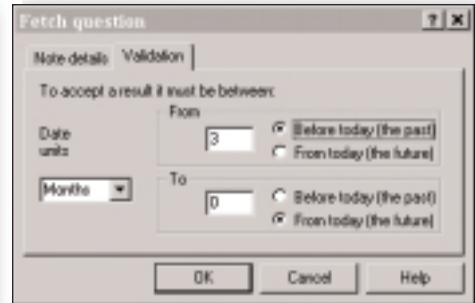 Fetch question
Note details Validation
To accept a result it must be between:
From
Date units
3
Before today (the past)
From today (the future)
Months
To
0
Before today (the past)
From today (the future)
OK Cancel Help